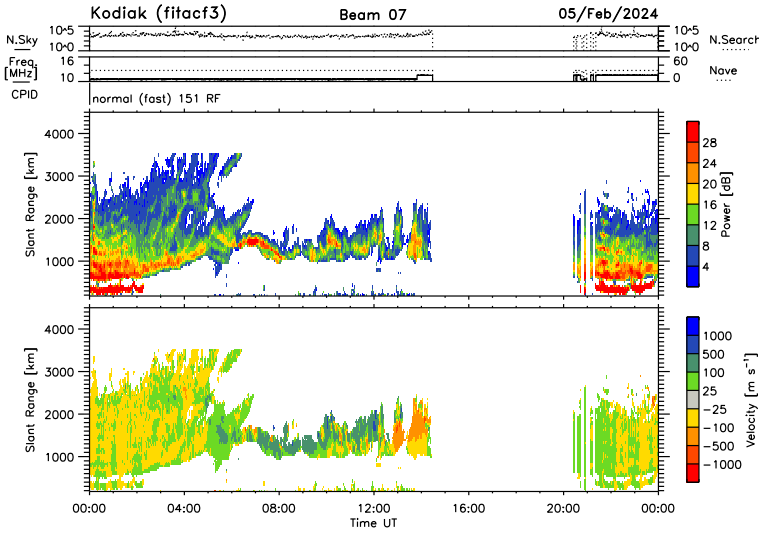 Kodiak (fitacf3) Beam 07 05/Feb/2024
N.Sky 10^5 10^0 10^5 10^0 N.Search
Freq. [MHz] 16 10 60 0 Nave
CPID normal (fast) 151 RF
Slant Range [km] 4000 3000 2000 1000
Power [dB] 28 24 20 16 12 8 4
Slant Range [km] 4000 3000 2000 1000
Velocity [m s⁻¹] 1000 500 100 25 −25 −100 −500 −1000
00:00 04:00 08:00 12:00 16:00 20:00 00:00
Time UT